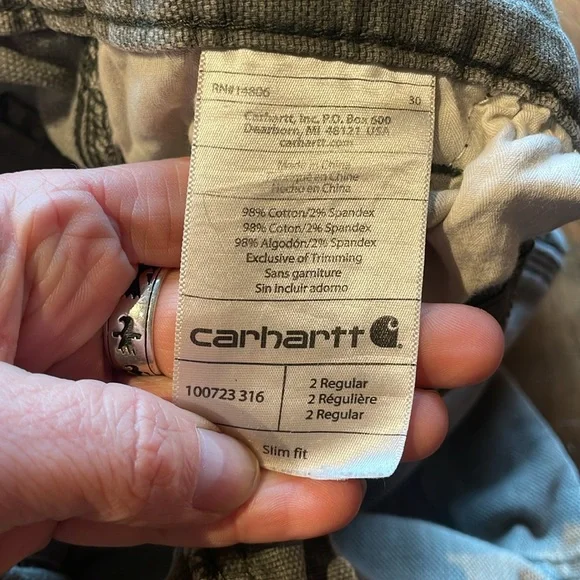 RN#14806
30
Carhartt, Inc. P.O. Box 600
Dearborn, MI 48121 USA
carhartt.com
Made in China
Fabriqué en Chine
Hecho en China
98% Cotton/2% Spandex
98% Coton/2% Spandex
98% Algodón/2% Spandex
Exclusive of Trimming
Sans garniture
Sin incluir adorno
carhartt
100723 316
2 Regular
2 Régulière
2 Regular
Slim fit